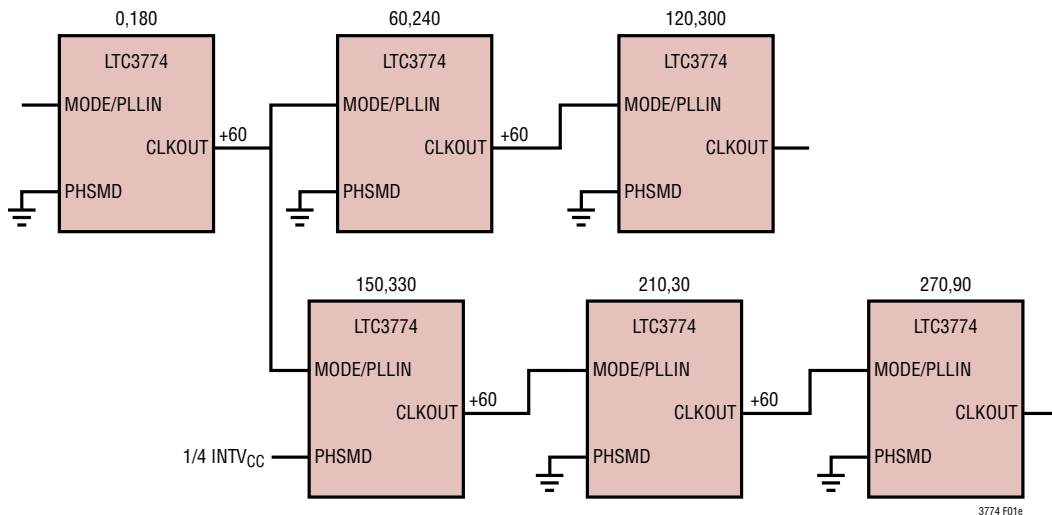 0,180
LTC3774
MODE/PLLIN
CLKOUT
+60
PHSMD
60,240
LTC3774
MODE/PLLIN
CLKOUT
+60
PHSMD
120,300
LTC3774
MODE/PLLIN
CLKOUT
PHSMD
150,330
LTC3774
MODE/PLLIN
CLKOUT
+60
1/4 INTVCC
PHSMD
210,30
LTC3774
MODE/PLLIN
CLKOUT
+60
PHSMD
270,90
LTC3774
MODE/PLLIN
CLKOUT
PHSMD
3774 F01e